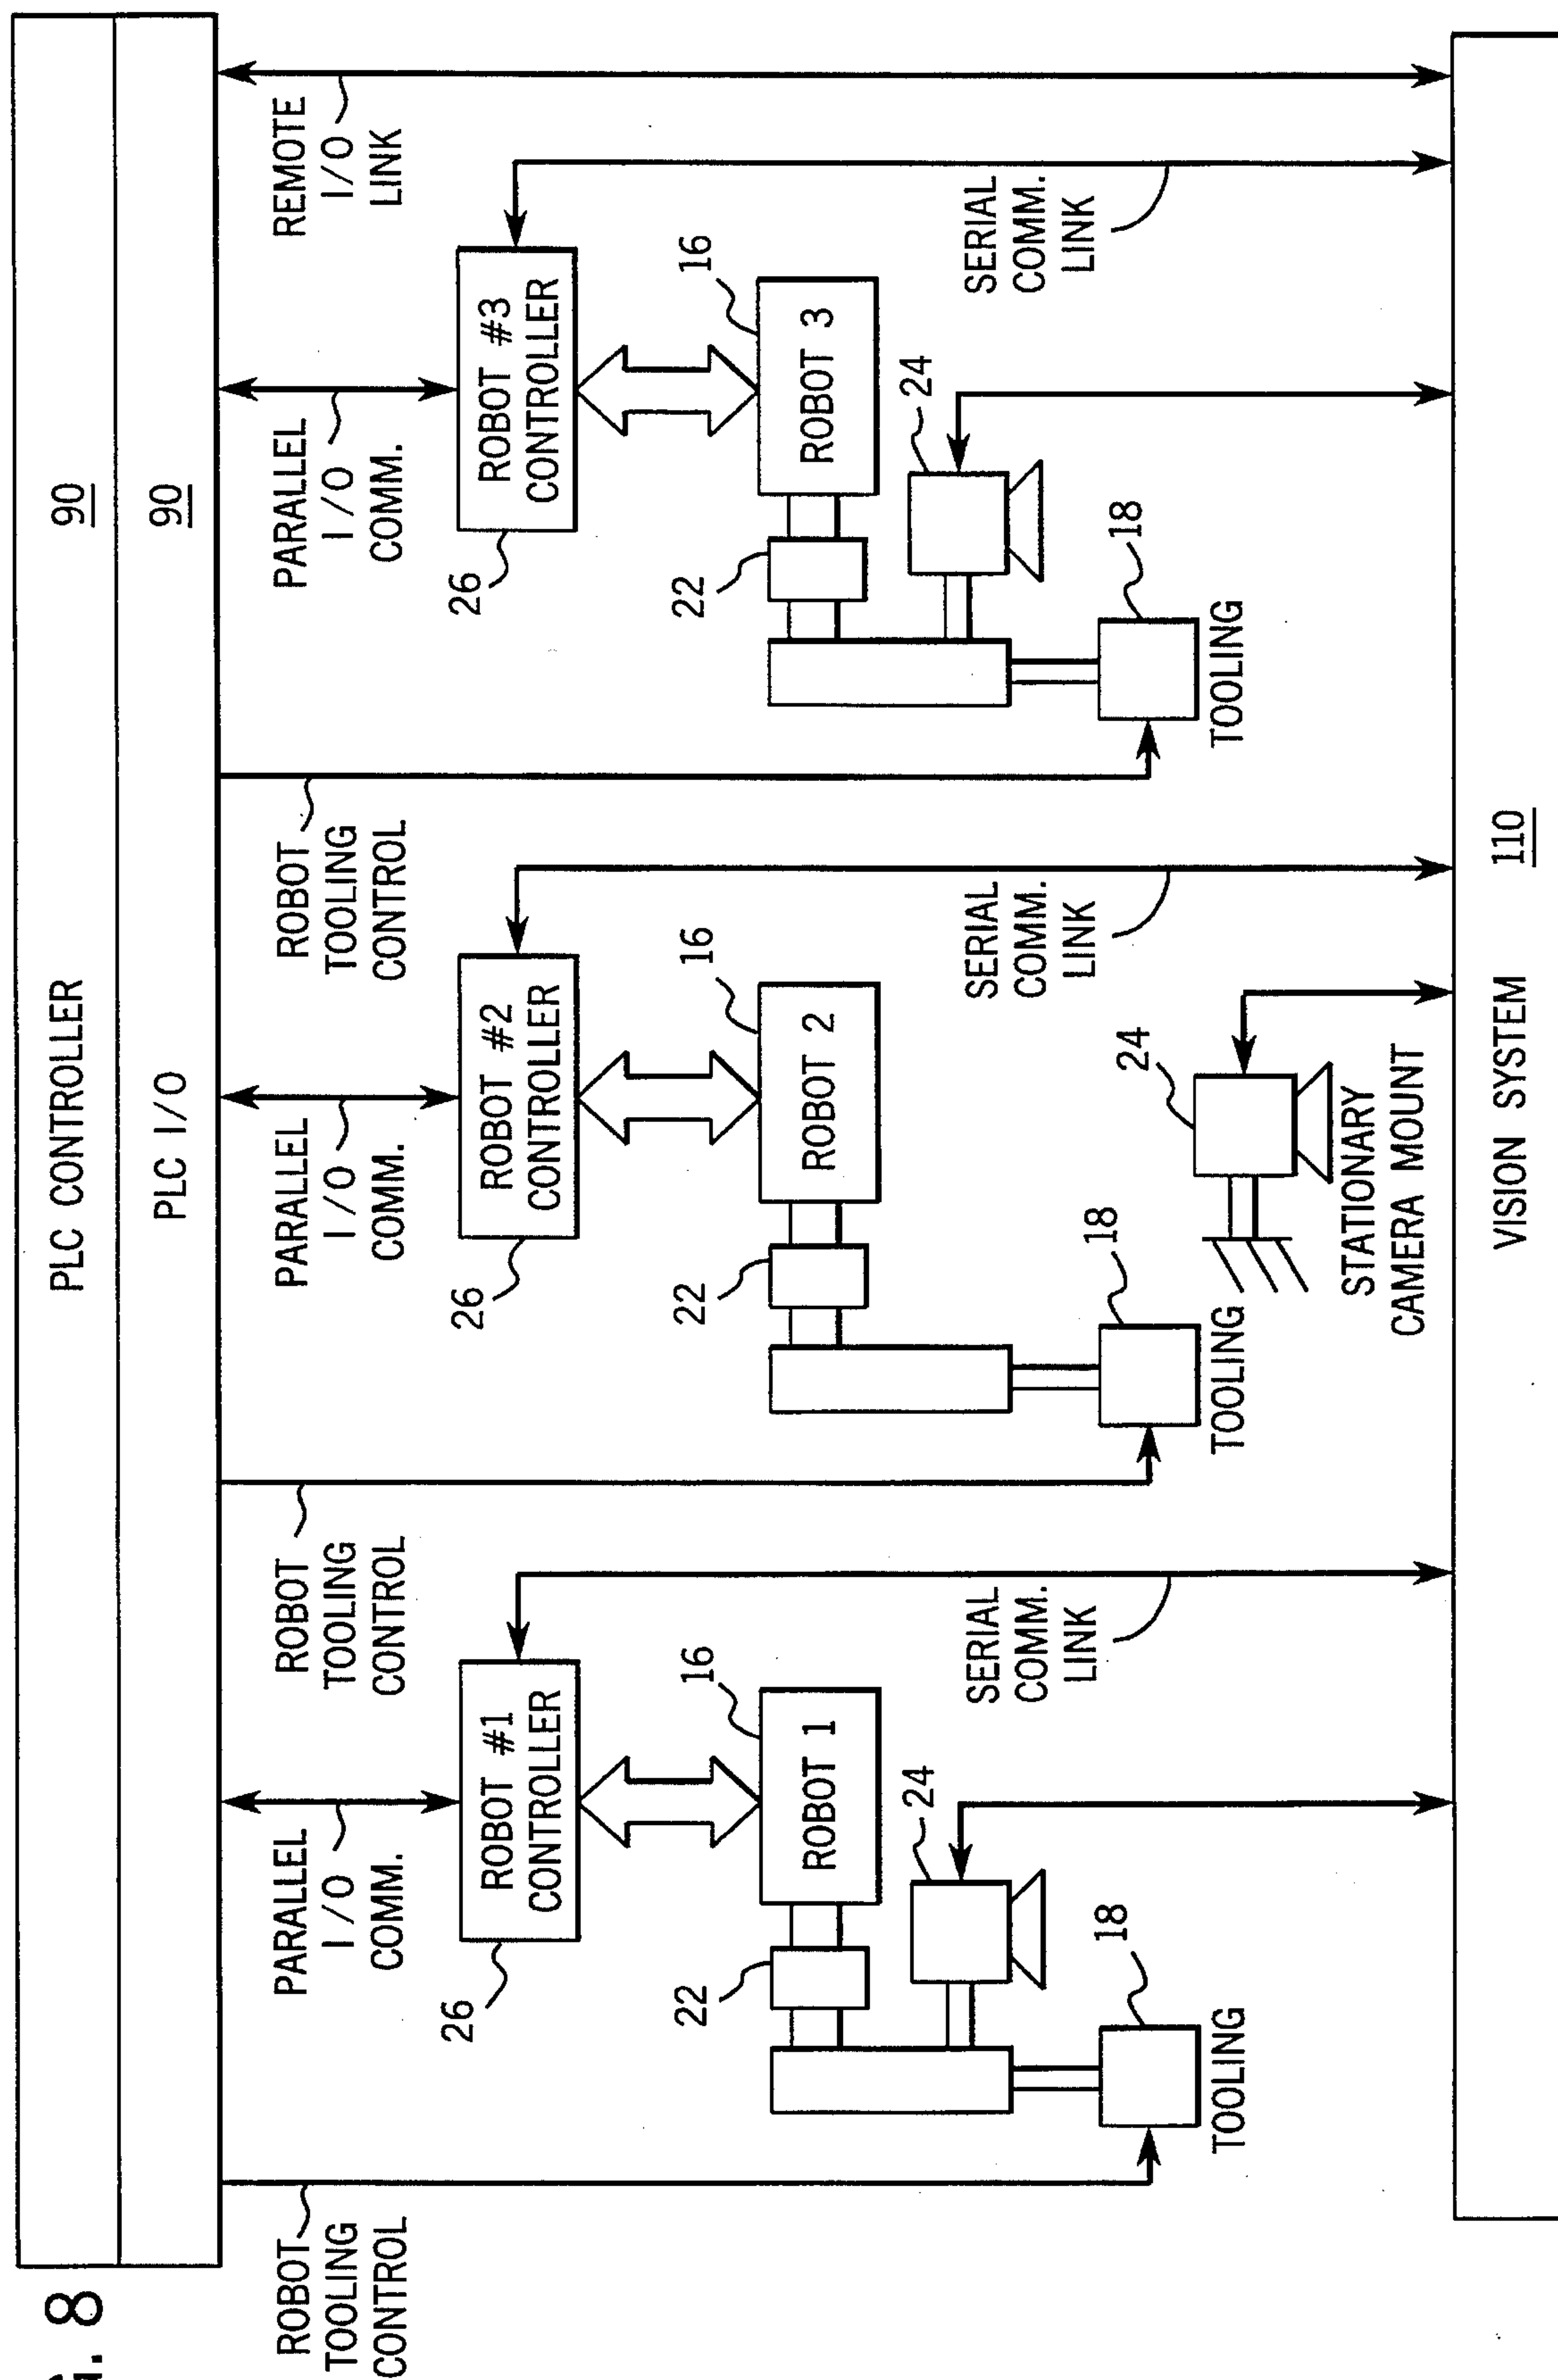 G. 8
PLC CONTROLLER
90
PLC I/O
90
ROBOT
TOOLING
CONTROL
PARALLEL
I/O
COMM.
ROBOT
TOOLING
CONTROL
PARALLEL
I/O
COMM.
ROBOT
TOOLING
CONTROL
PARALLEL
I/O
COMM.
REMOTE
I/O
LINK
26
ROBOT #1
CONTROLLER
26
ROBOT #2
CONTROLLER
26
ROBOT #3
CONTROLLER
22
16
ROBOT 1
22
16
ROBOT 2
22
16
ROBOT 3
24
24
SERIAL
COMM.
LINK
SERIAL
COMM.
LINK
SERIAL
COMM.
LINK
18
TOOLING
18
TOOLING
24
18
TOOLING
STATIONARY
CAMERA MOUNT
VISION SYSTEM
110